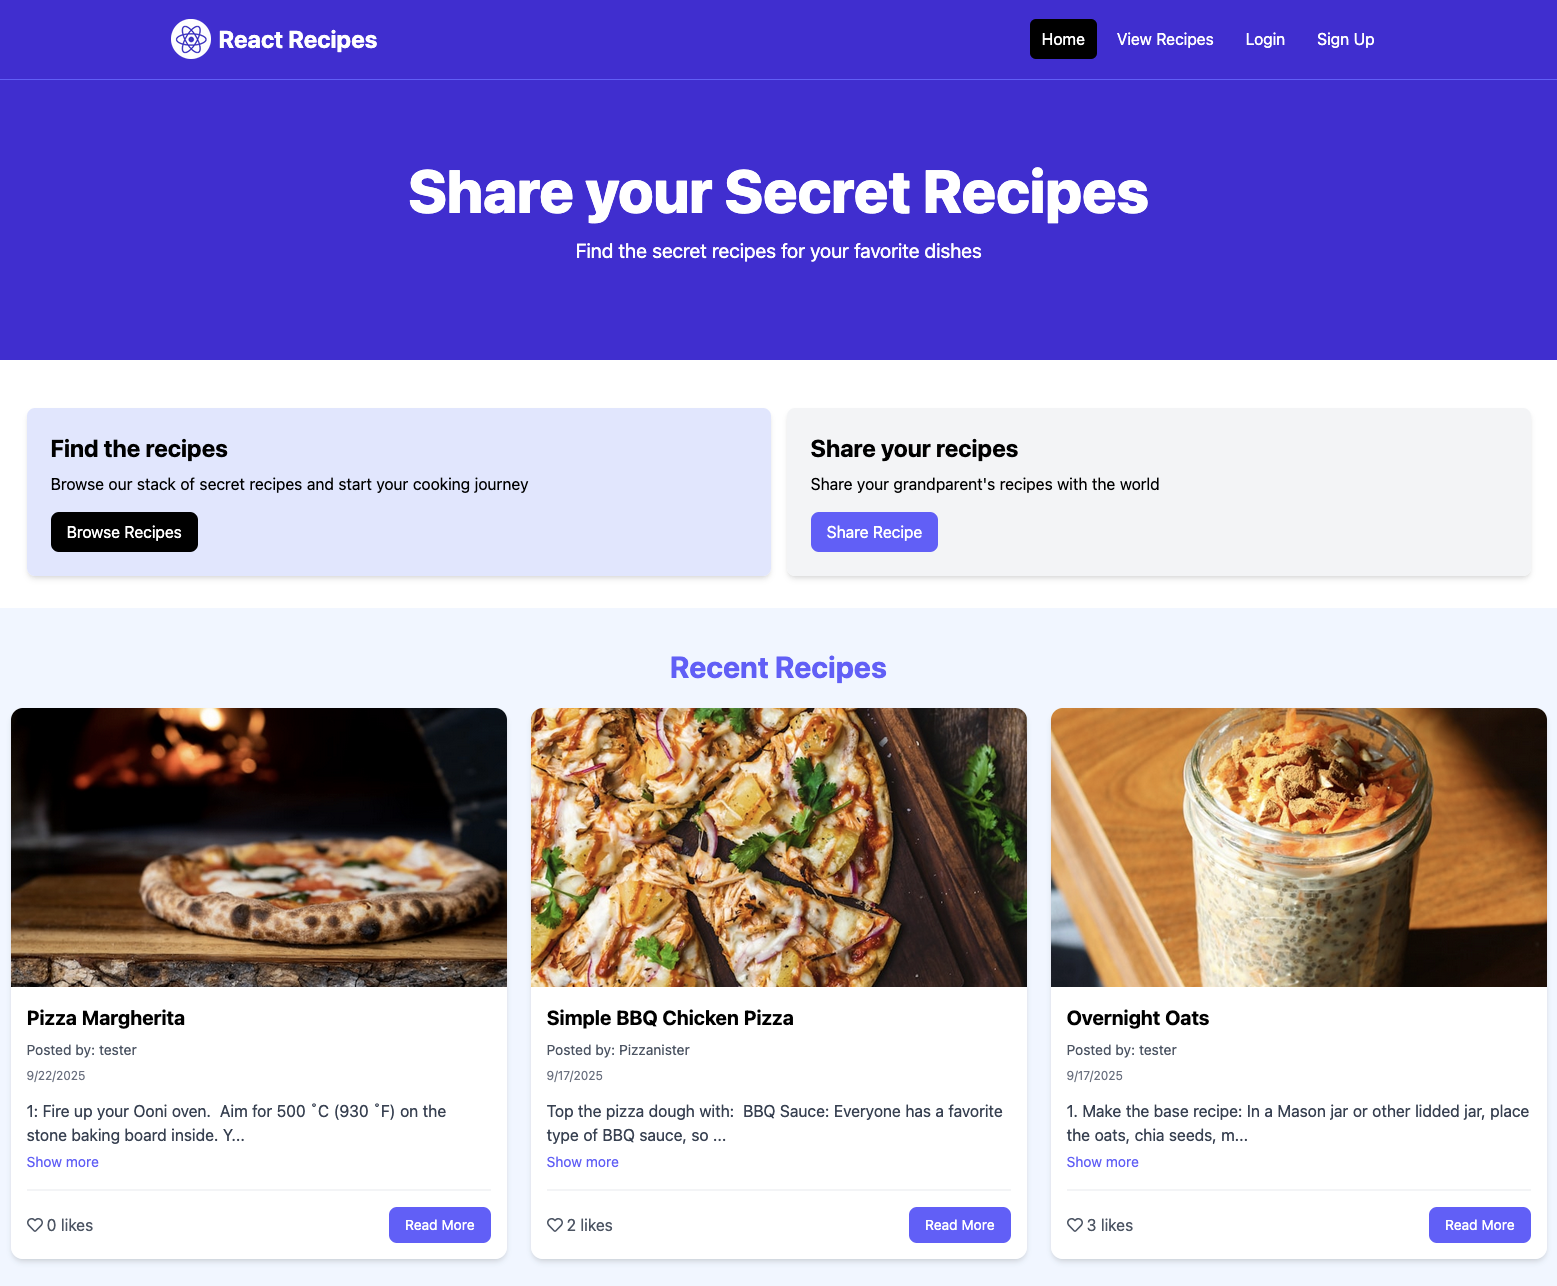 React Recipes
Home
View Recipes
Login
Sign Up
Share your Secret Recipes
Find the secret recipes for your favorite dishes
Find the recipes
Browse our stack of secret recipes and start your cooking journey
Browse Recipes
Share your recipes
Share your grandparent's recipes with the world
Share Recipe
Recent Recipes
Pizza Margherita
Posted by: tester
9/22/2025
1: Fire up your Ooni oven.  Aim for 500 ˚C (930 ˚F) on the
stone baking board inside. Y...
Show more
0 likes
Read More
Simple BBQ Chicken Pizza
Posted by: Pizzanister
9/17/2025
Top the pizza dough with:  BBQ Sauce: Everyone has a favorite
type of BBQ sauce, so ...
Show more
2 likes
Read More
Overnight Oats
Posted by: tester
9/17/2025
1. Make the base recipe: In a Mason jar or other lidded jar, place
the oats, chia seeds, m...
Show more
3 likes
Read More